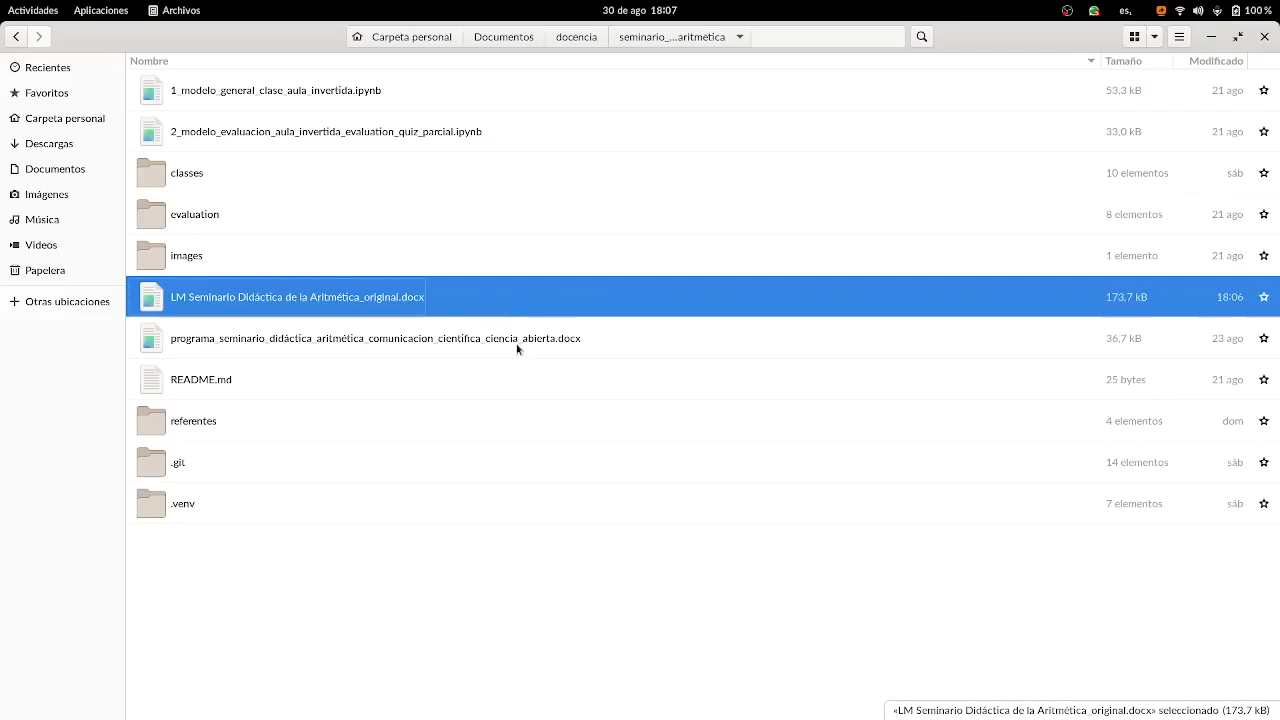 Actividades Aplicaciones Archivos 30 de ago 18:07 es, 100 %
Carpeta personal Documentos docencia seminario_...aritmetica
Nombre Tamaño Modificado
Recientes
Favoritos
Carpeta personal
Descargas
Documentos
Imágenes
Música
Videos
Papelera
Otras ubicaciones
1_modelo_general_clase_aula_invertida.ipynb 53,3 kB 21 ago
2_modelo_evaluacion_aula_invertida_evaluation_quiz_parcial.ipynb 33,0 kB 21 ago
classes 10 elementos sáb
evaluation 8 elementos 21 ago
images 1 elemento 21 ago
LM Seminario Didáctica de la Aritmética_original.docx 173,7 kB 18:06
programa_seminario_didáctica_aritmética_comunicación_científica_ciencia_abierta.docx 36,7 kB 23 ago
README.md 25 bytes 21 ago
referentes 4 elementos dom
.git 14 elementos sáb
.venv 7 elementos sáb
«LM Seminario Didáctica de la Aritmética_original.docx» seleccionado (173,7 kB)